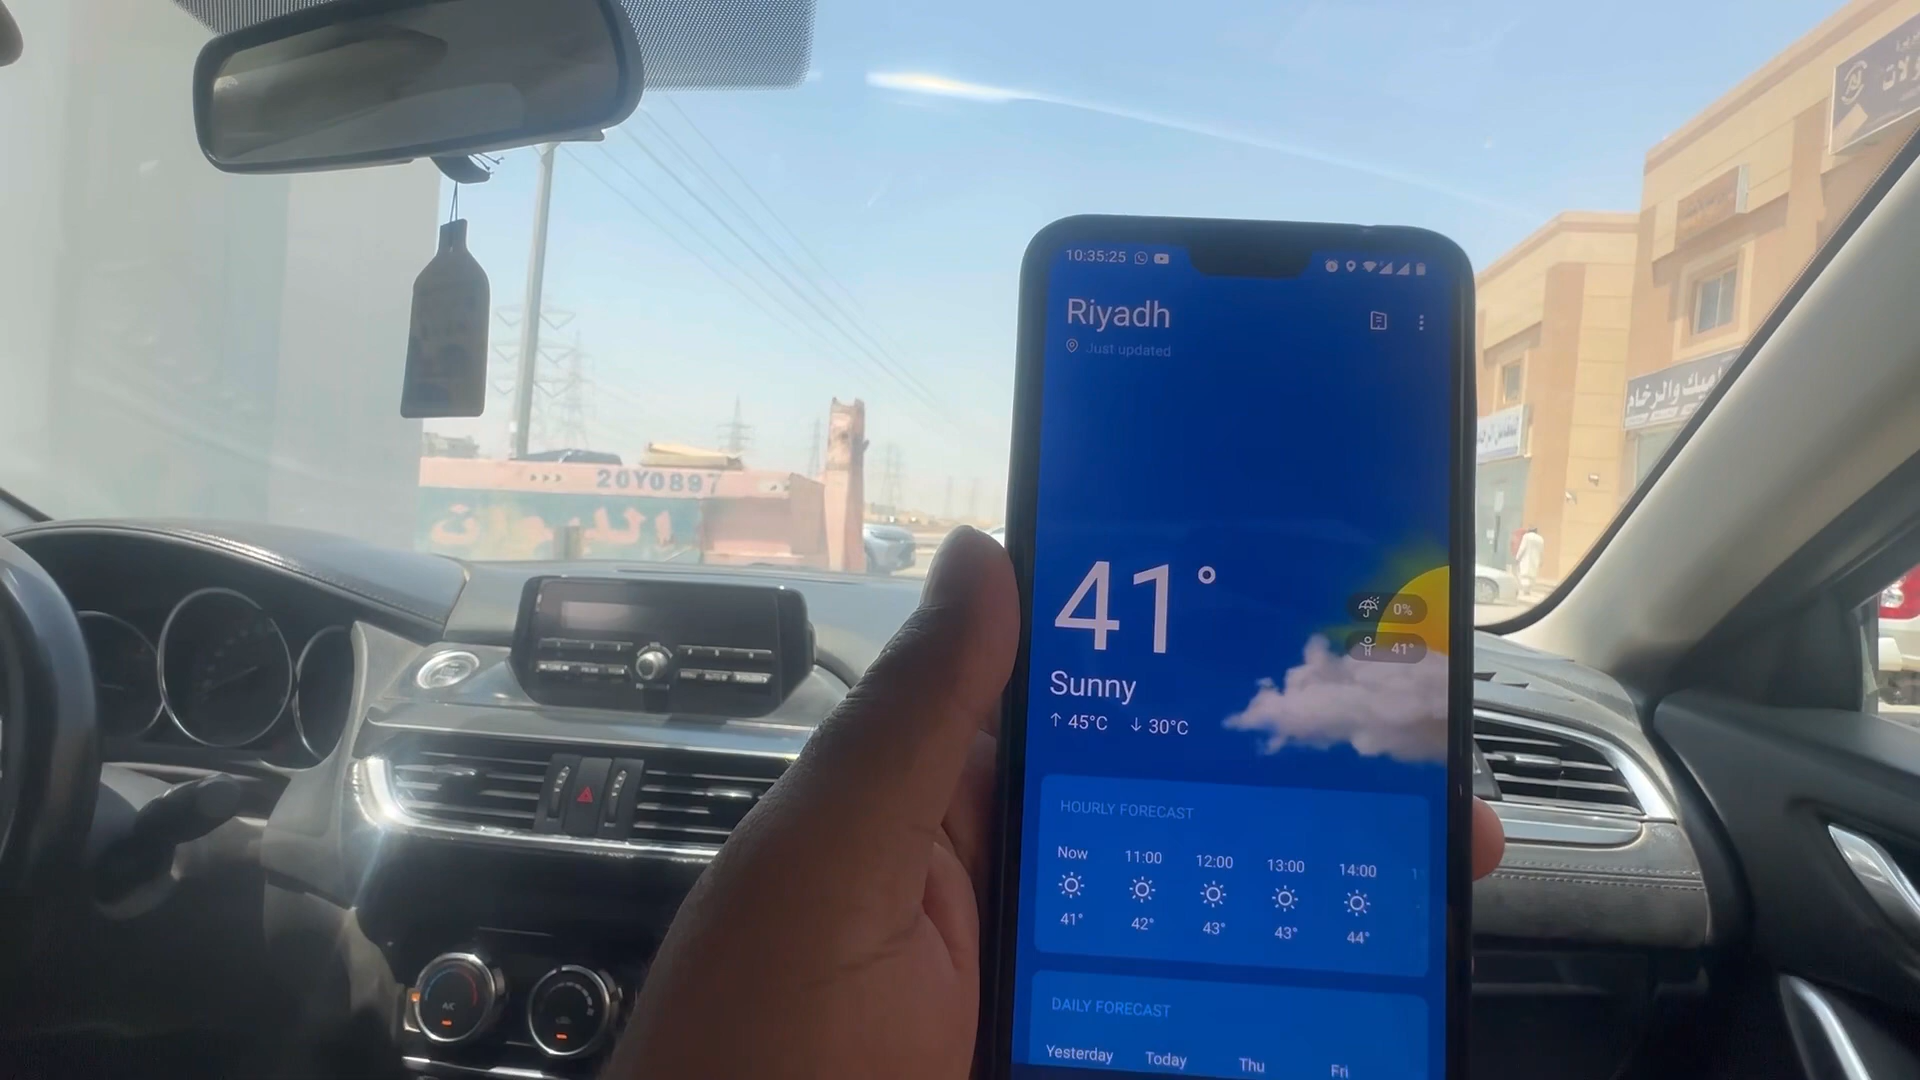 10:35:25
Riyadh
Just updated
41°
0%
41°
Sunny
↑ 45°C ↓ 30°C
HOURLY FORECAST
Now 11:00 12:00 13:00 14:00
41° 42° 43° 43° 44°
DAILY FORECAST
Yesterday Today Thu Fri
20Y0897
A/C
والرخام